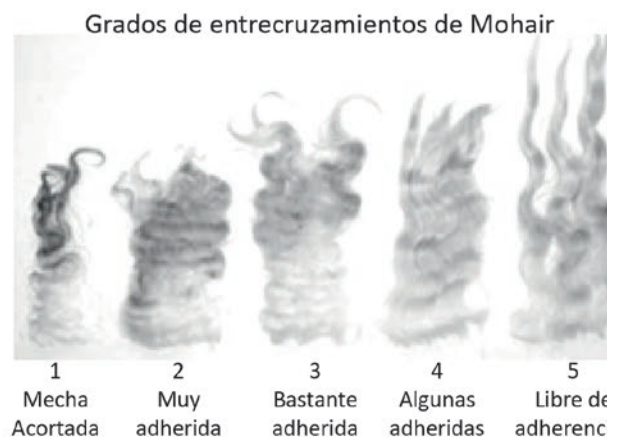 Grados de entrecruzamientos de Mohair
1 2 3 4 5
Mecha Muy Bastante Algunas Libre de
Acortada adherida adherida adheridas adherenc